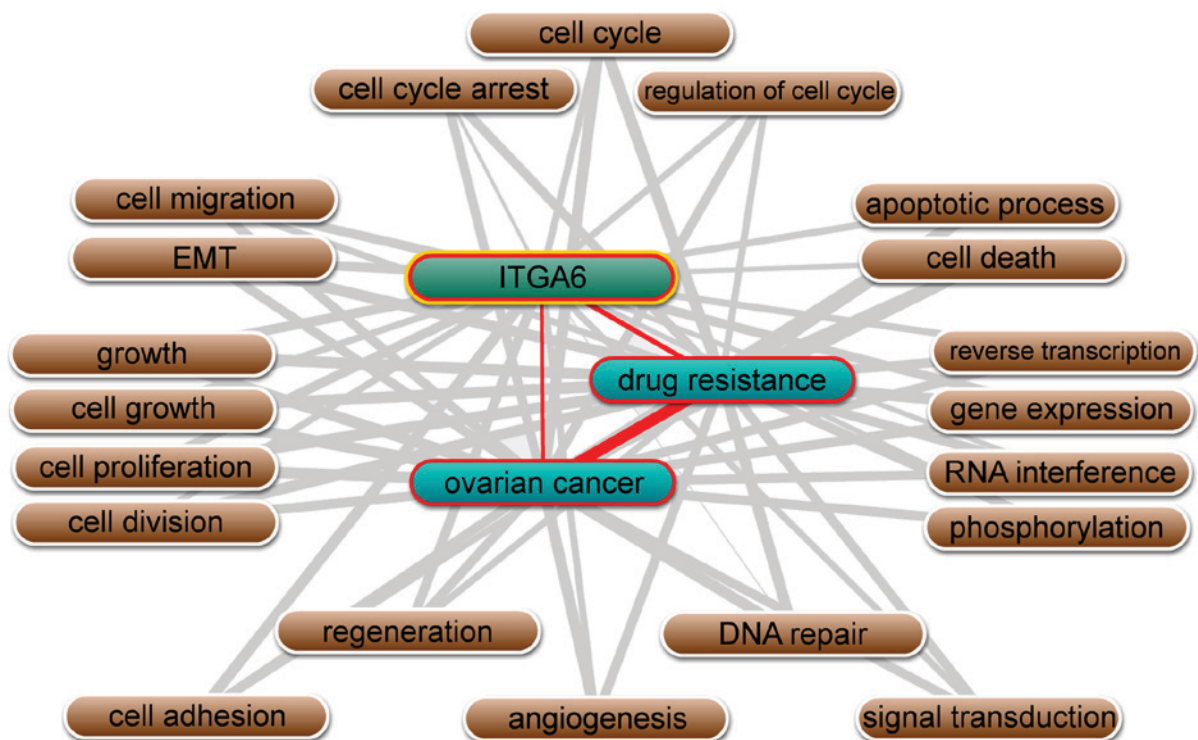 cell cycle
cell cycle arrest
regulation of cell cycle
cell migration
apoptotic process
EMT
cell death
ITGA6
growth
reverse transcription
drug resistance
cell growth
gene expression
cell proliferation
RNA interference
ovarian cancer
cell division
phosphorylation
regeneration
DNA repair
cell adhesion
angiogenesis
signal transduction